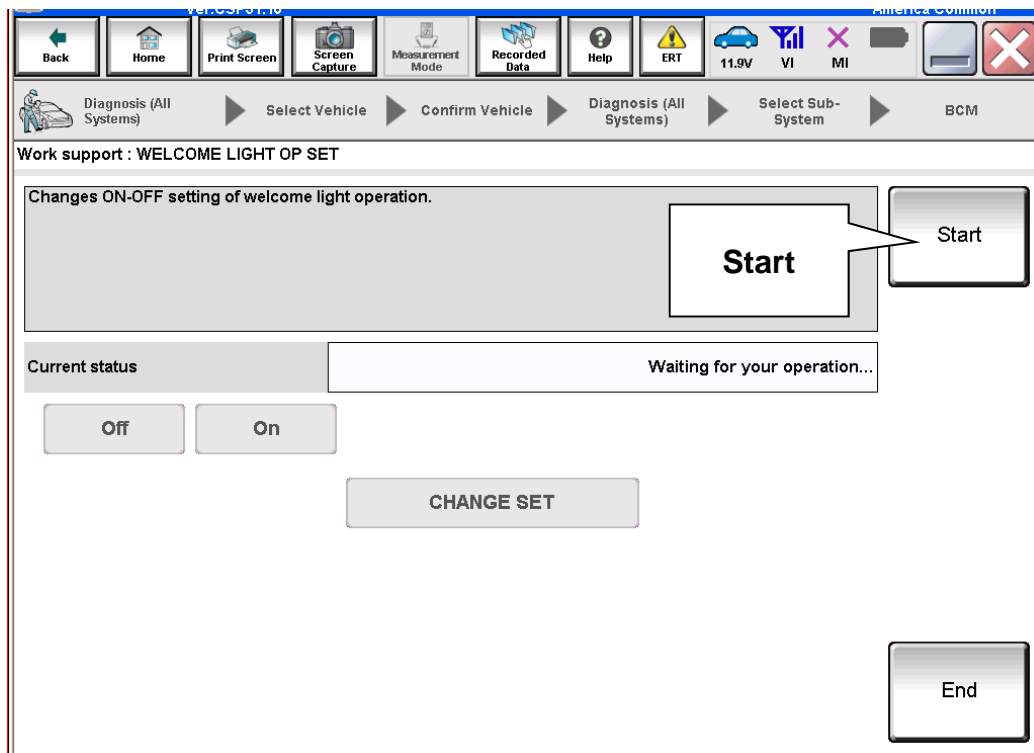 Back
Home
Print Screen
Screen
Capture
Measurement
Mode
Recorded
Data
Help
ERT
11.9V
VI
MI
Diagnosis (All
Systems)
Select Vehicle
Confirm Vehicle
Diagnosis (All
Systems)
Select Sub-
System
BCM
Work support : WELCOME LIGHT OP SET
Changes ON-OFF setting of welcome light operation.
Start
Start
Current status
Waiting for your operation...
Off
On
CHANGE SET
End